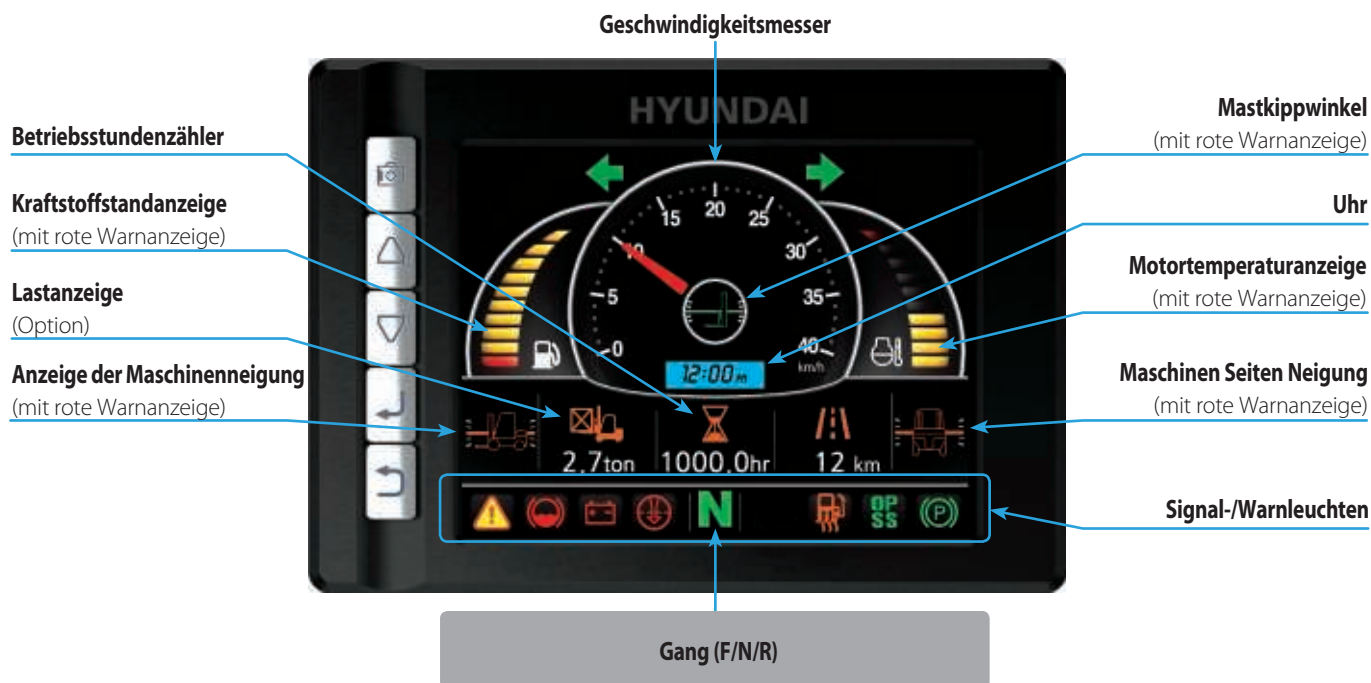 Geschwindigkeitsmesser
HYUNDAI
Betriebsstundenzähler
Kraftstoffstandanzeige
(mit rote Warnanzeige)
Lastanzeige
(Option)
Anzeige der Maschinenneigung
(mit rote Warnanzeige)
Mastkippwinkel
(mit rote Warnanzeige)
Uhr
Motortemperaturanzeige
(mit rote Warnanzeige)
Maschinen Seiten Neigung
(mit rote Warnanzeige)
Signal-/Warnleuchten
0
5
10
15
20
25
30
35
40
km/h
2.7ton
1000.0hr
12 km
N
OP
SS
P
Gang (F/N/R)